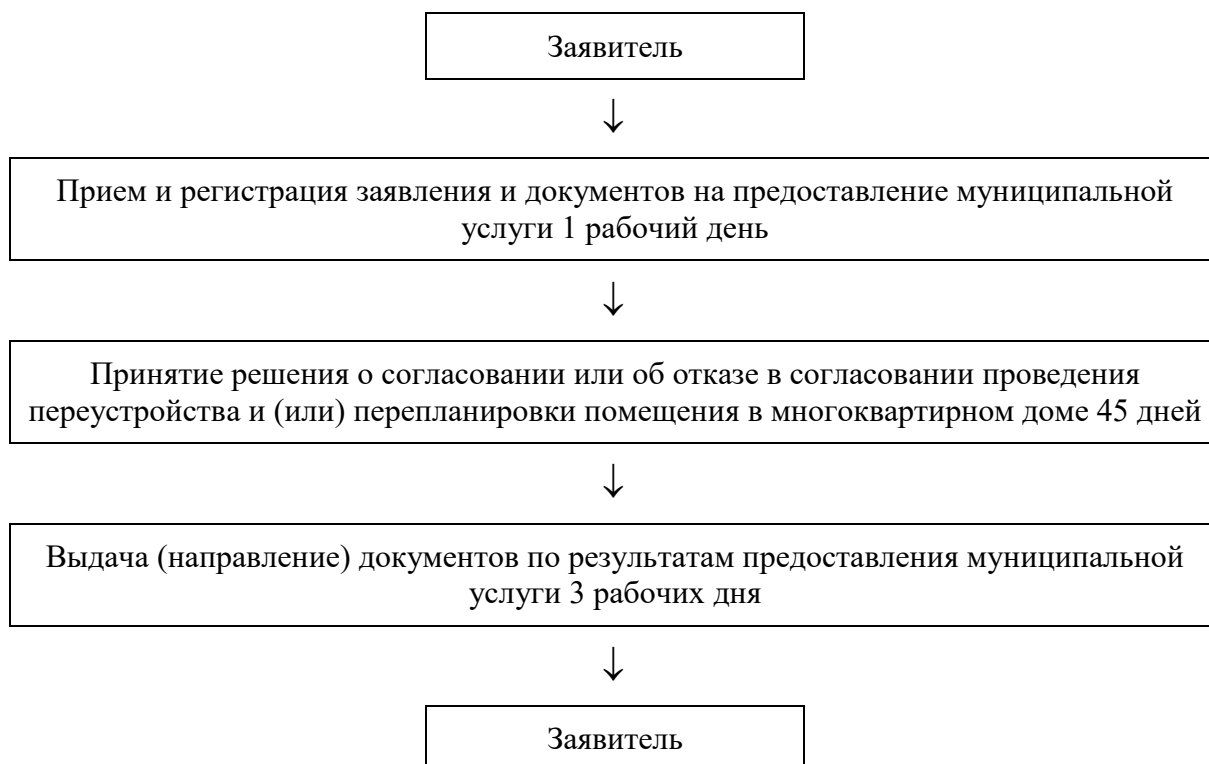 Заявитель
↓
Прием и регистрация заявления и документов на предоставление муниципальной
услуги 1 рабочий день
↓
Принятие решения о согласовании или об отказе в согласовании проведения
переустройства и (или) перепланировки помещения в многоквартирном доме 45 дней
↓
Выдача (направление) документов по результатам предоставления муниципальной
услуги 3 рабочих дня
↓
Заявитель